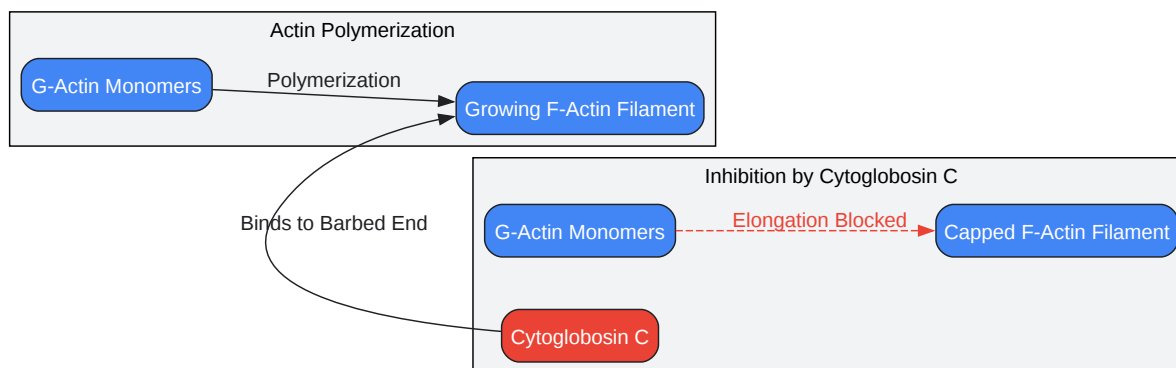 Actin Polymerization
G-Actin Monomers
Polymerization
Growing F-Actin Filament
Binds to Barbed End
Inhibition by Cytoglobosin C
G-Actin Monomers
Elongation Blocked
Capped F-Actin Filament
Cytoglobosin C